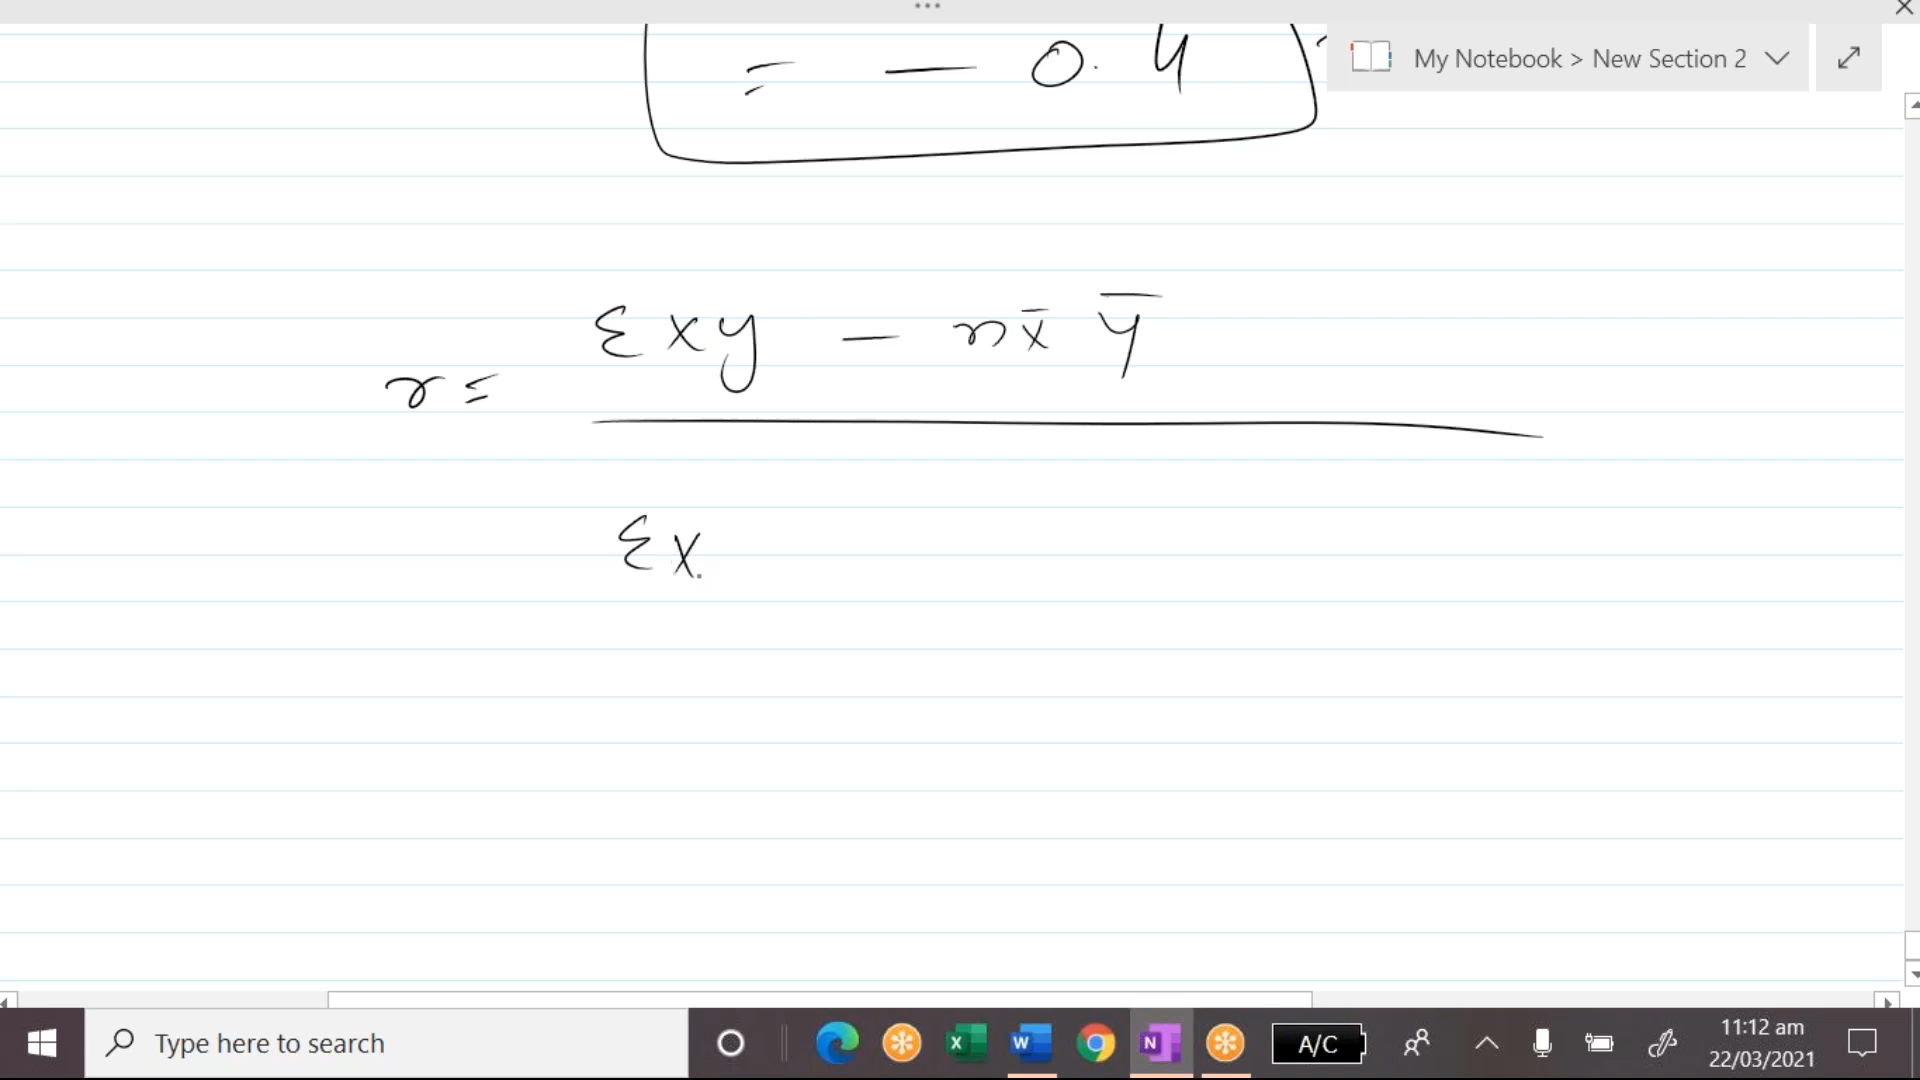 = - 0.4
My Notebook > New Section 2
Σxy - nx̄ ȳ
r =
Σx
Type here to search
A/C
11:12 am
22/03/2021